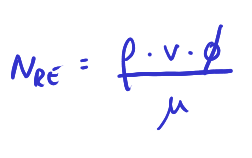 N_RE = ρ · v · ϕ / μ